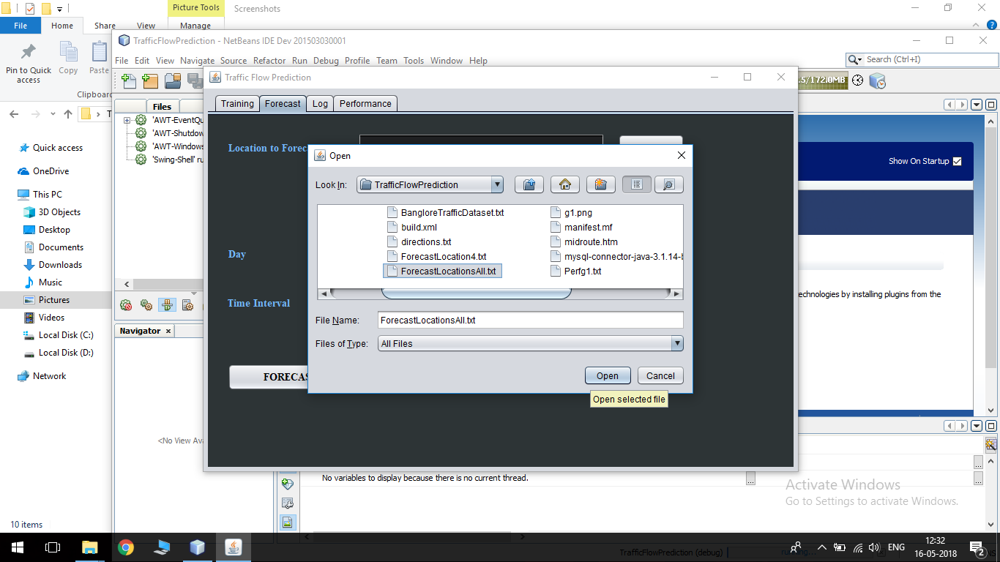 Picture Tools Screenshots
File Home Share View Manage
TrafficFlowPrediction - NetBeans IDE Dev 201503030001
File Edit View Navigate Source Refactor Run Debug Profile Team Tools Window Help
Search (Ctrl+I)
Pin to Quick access
Copy
Paste
Clipboard
.5/172.0MB
Traffic Flow Prediction
Training Forecast Log Performance
Files
'AWT-EventQu
'AWT-Shutdow
'AWT-Windows
'Swing-Shell' ru
Location to Forec
Day
Time Interval
FORECAS
Open
Look In: TrafficFlowPrediction
BangloreTrafficDataset.txt
build.xml
directions.txt
ForecastLocation4.txt
ForecastLocationsAll.txt
g1.png
manifest.mf
midroute.htm
mysql-connector-java-3.1.14-b
Perfg1.txt
File Name: ForecastLocationsAll.txt
Files of Type: All Files
Open Cancel
Open selected file
Show On Startup
echnologies by installing plugins from the
Quick access
OneDrive
This PC
3D Objects
Desktop
Documents
Downloads
Music
Pictures
Videos
Local Disk (C:)
Local Disk (D:)
Network
10 items
Navigator
<No View Ava
No variables to display because there is no current thread.
Activate Windows
Go to Settings to activate Windows.
TrafficFlowPrediction (debug)
running...
ENG
12:32
16-05-2018
2